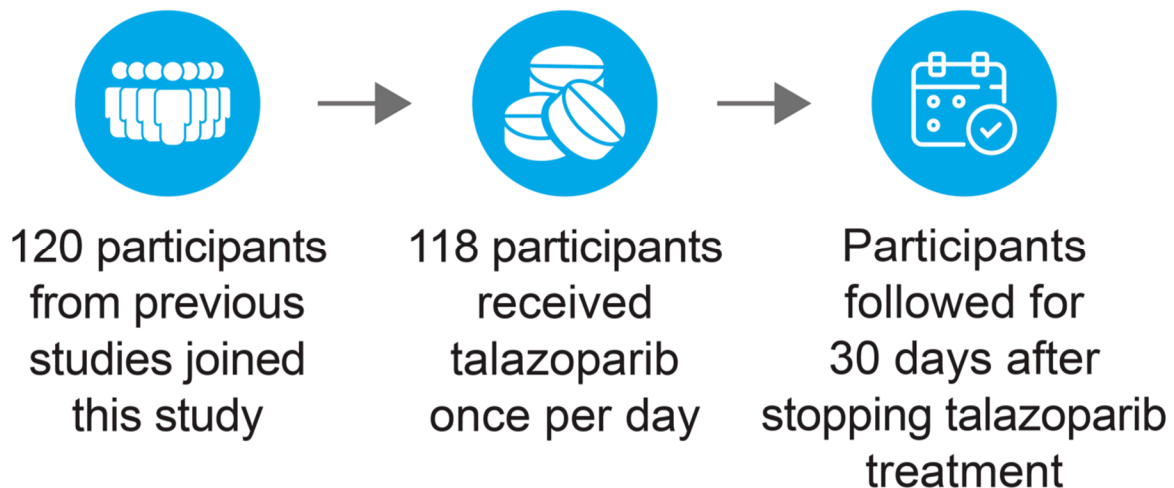 120 participants
from previous
studies joined
this study
118 participants
received
talazoparib
once per day
Participants
followed for
30 days after
stopping talazoparib
treatment